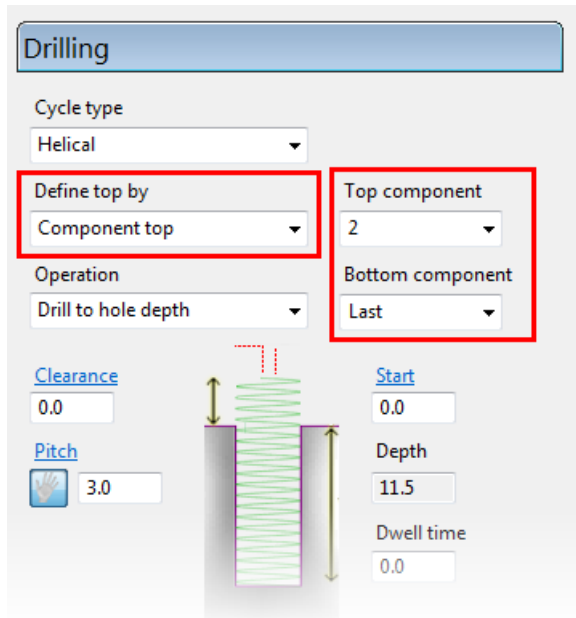 Drilling
Cycle type
Helical
Define top by
Top component
Component top
2
Operation
Bottom component
Drill to hole depth
Last
Clearance
Start
0.0
0.0
Pitch
Depth
3.0
11.5
Dwell time
0.0